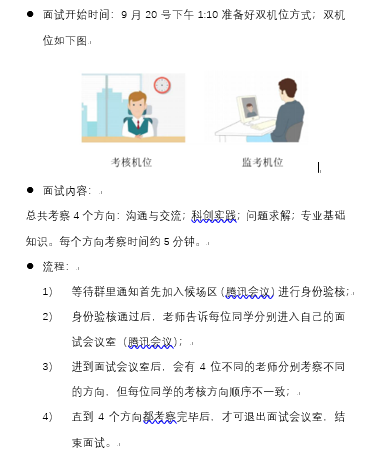 ● 面试开始时间：9 月 20 号下午 1:10 准备好双机位方式；双机
位如下图。
考核机位 监考机位
● 面试内容：
总共考察 4 个方向：沟通与交流；科创实践；问题求解；专业基础
知识。每个方向考察时间约 5 分钟。
● 流程：
1) 等待群里通知首先加入候场区（腾讯会议）进行身份验核；
2) 身份验核通过后，老师告诉每位同学分别进入自己的面
试会议室（腾讯会议）；
3) 进到面试会议室后，会有 4 位不同的老师分别考察不同
的方向，但每位同学的考核方向顺序不一致；
4) 直到 4 个方向都考察完毕后，才可退出面试会议室，结
束面试。